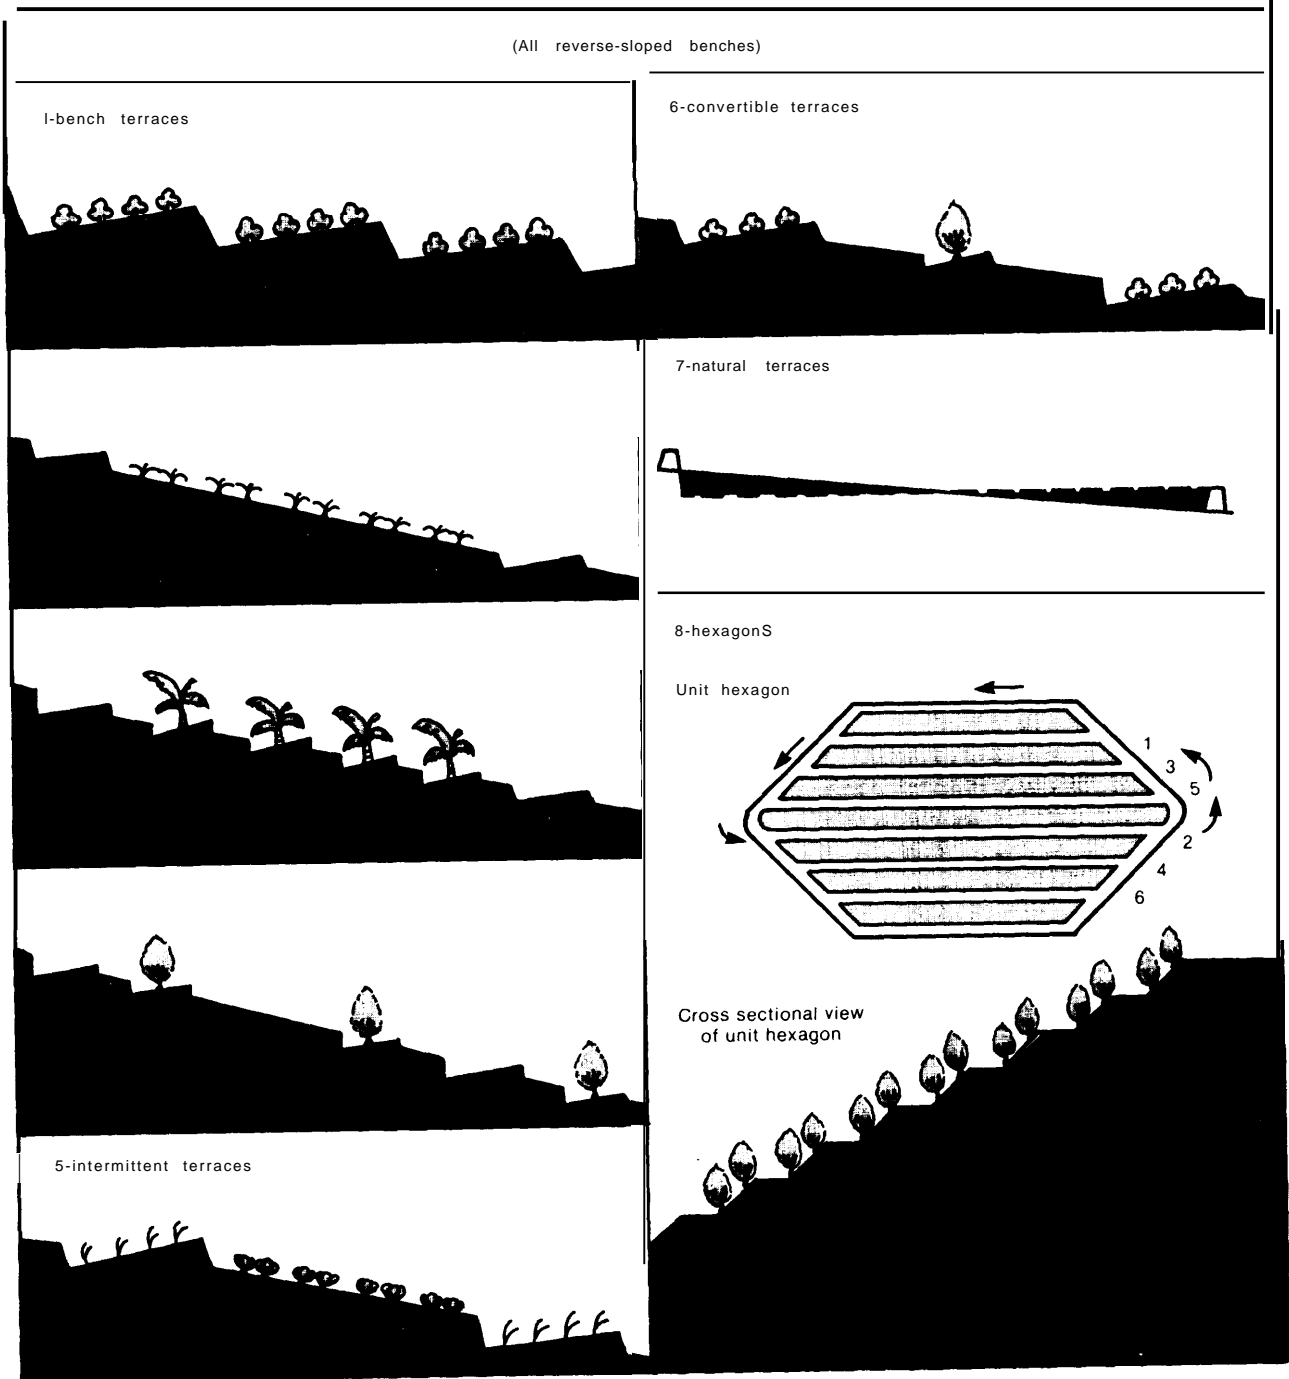 (All reverse-sloped benches)
l-bench terraces
5-intermittent terraces
6-convertible terraces
7-natural terraces
8-hexagonS
Unit hexagon
1
3
5
2
4
6
Cross sectional view
of unit hexagon